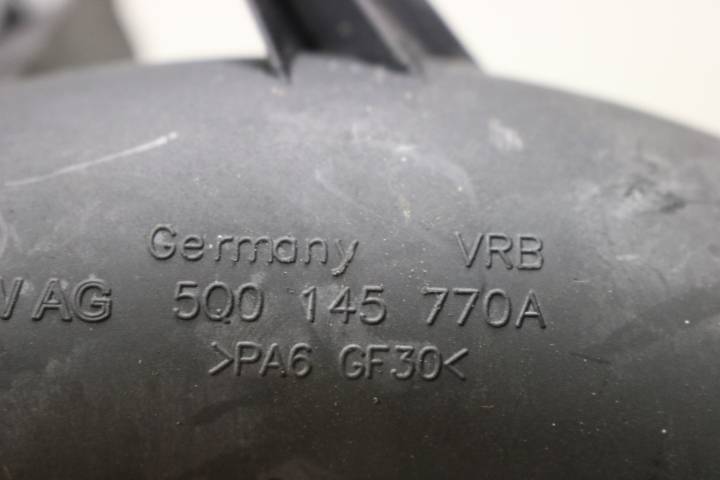 Germany VRB
VAG 5Q0 145 770A
>PA6 GF30<